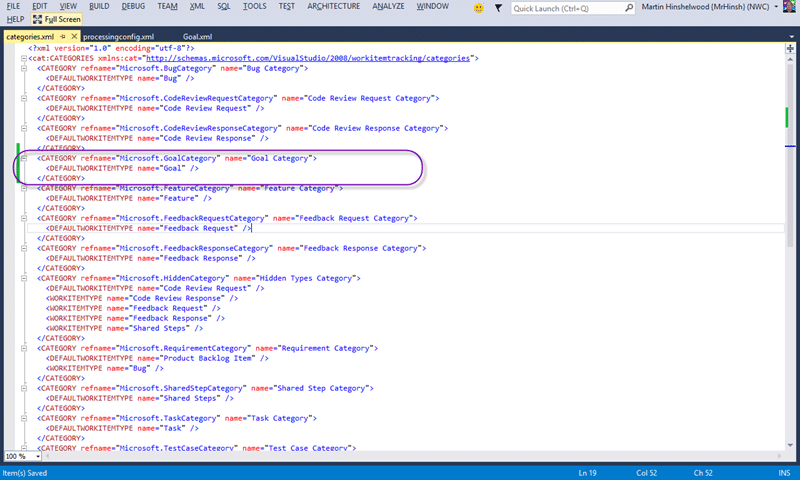 FILE EDIT VIEW BUILD DEBUG TEAM XML SQL TOOLS TEST ARCHITECTURE ANALYZE WINDOW Quick Launch (Ctrl+Q) Martin Hinshelwood (MrHinsh) (NWC)
HELP Full Screen
categories.xml processingconfig.xml Goal.xml
<?xml version="1.0" encoding="utf-8"?>
<cat:CATEGORIES xmlns:cat="http://schemas.microsoft.com/VisualStudio/2008/workitemtracking/categories">
<CATEGORY refname="Microsoft.BugCategory" name="Bug Category">
<DEFAULTWORKITEMTYPE name="Bug" />
</CATEGORY>
<CATEGORY refname="Microsoft.CodeReviewRequestCategory" name="Code Review Request Category">
<DEFAULTWORKITEMTYPE name="Code Review Request" />
</CATEGORY>
<CATEGORY refname="Microsoft.CodeReviewResponseCategory" name="Code Review Response Category">
<DEFAULTWORKITEMTYPE name="Code Review Response" />
</CATEGORY>
<CATEGORY refname="Microsoft.GoalCategory" name="Goal Category">
<DEFAULTWORKITEMTYPE name="Goal" />
</CATEGORY>
<CATEGORY refname="Microsoft.FeatureCategory" name="Feature Category">
<DEFAULTWORKITEMTYPE name="Feature" />
</CATEGORY>
<CATEGORY refname="Microsoft.FeedbackRequestCategory" name="Feedback Request Category">
<DEFAULTWORKITEMTYPE name="Feedback Request" />
</CATEGORY>
<CATEGORY refname="Microsoft.FeedbackResponseCategory" name="Feedback Response Category">
<DEFAULTWORKITEMTYPE name="Feedback Response" />
</CATEGORY>
<CATEGORY refname="Microsoft.HiddenCategory" name="Hidden Types Category">
<DEFAULTWORKITEMTYPE name="Code Review Request" />
<WORKITEMTYPE name="Code Review Response" />
<WORKITEMTYPE name="Feedback Request" />
<WORKITEMTYPE name="Feedback Response" />
<WORKITEMTYPE name="Shared Steps" />
</CATEGORY>
<CATEGORY refname="Microsoft.RequirementCategory" name="Requirement Category">
<DEFAULTWORKITEMTYPE name="Product Backlog Item" />
<WORKITEMTYPE name="Bug" />
</CATEGORY>
<CATEGORY refname="Microsoft.SharedStepCategory" name="Shared Step Category">
<DEFAULTWORKITEMTYPE name="Shared Steps" />
</CATEGORY>
<CATEGORY refname="Microsoft.TaskCategory" name="Task Category">
<DEFAULTWORKITEMTYPE name="Task" />
</CATEGORY>
<CATEGORY refname="Microsoft.TestCaseCategory" name="Test Case Category">
100 %
Item(s) Saved Ln 19 Col 52 Ch 52 INS